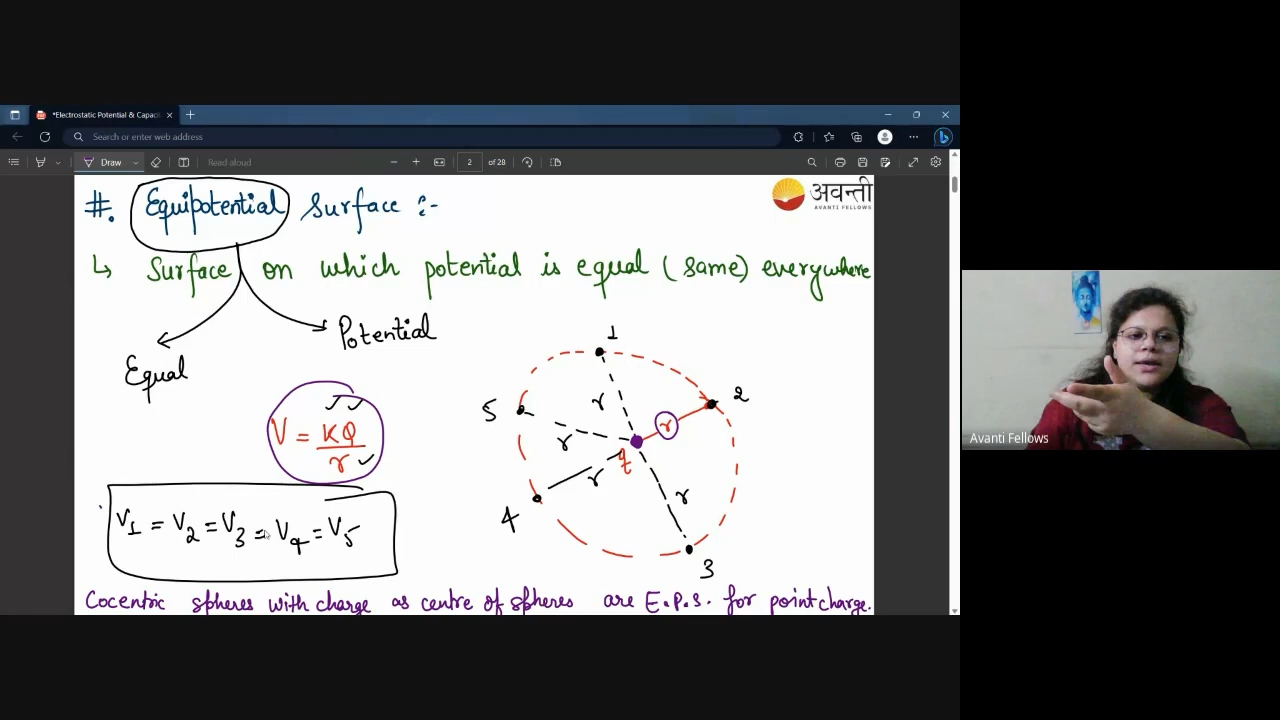 *Electrostatic Potential & Capac
Search or enter web address
Draw
Read aloud
2 of 28
#. Equipotential Surface :-
अवन्ती
AVANTI FELLOWS
↳ Surface on which potential is equal (same) everywhere
Potential
Equal
V = KQ
r
V1 = V2 = V3 = V4 = V5
1
2
3
4
5
r
r
r
r
r
q
Cocentric spheres with charge as centre of spheres are E.P.S. for point charge.
Avanti Fellows